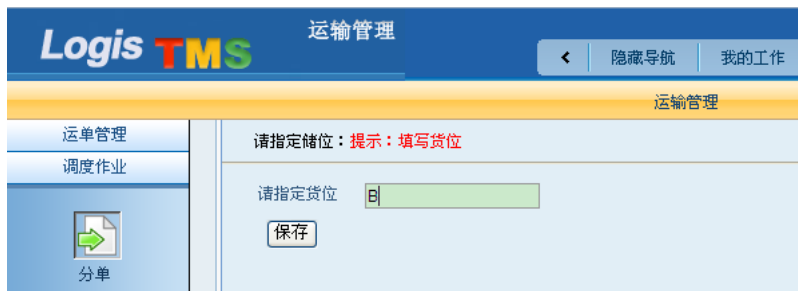 Logis TMS
运输管理
隐藏导航
我的工作
运输管理
运单管理
调度作业
分单
请指定储位：提示：填写货位
请指定货位 B
保存